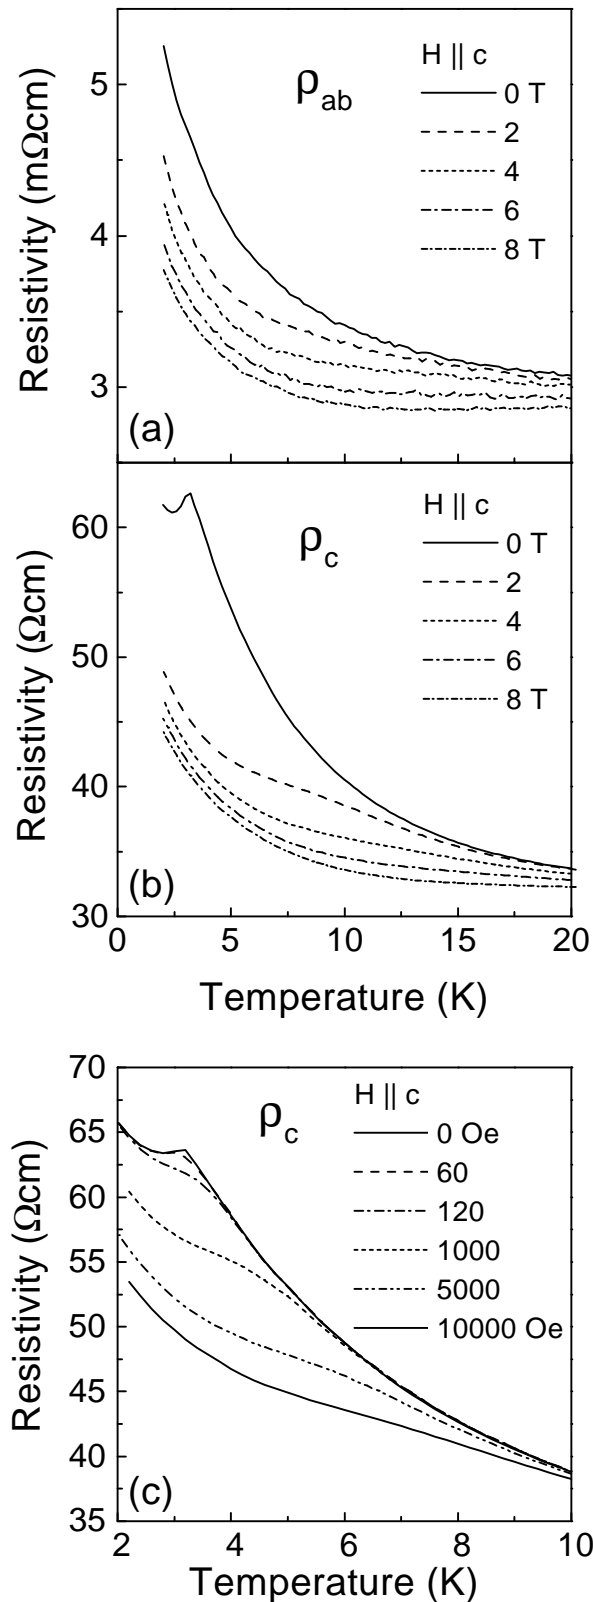 ρab
H || c
0 T
2
4
6
8 T
5
4
3
Resistivity (mΩcm)
(a)
ρc
H || c
0 T
2
4
6
8 T
60
50
40
30
Resistivity (Ωcm)
(b)
0 5 10 15 20
Temperature (K)
ρc
H || c
0 Oe
60
120
1000
5000
10000 Oe
70
65
60
55
50
45
40
35
Resistivity (Ωcm)
(c)
2 4 6 8 10
Temperature (K)